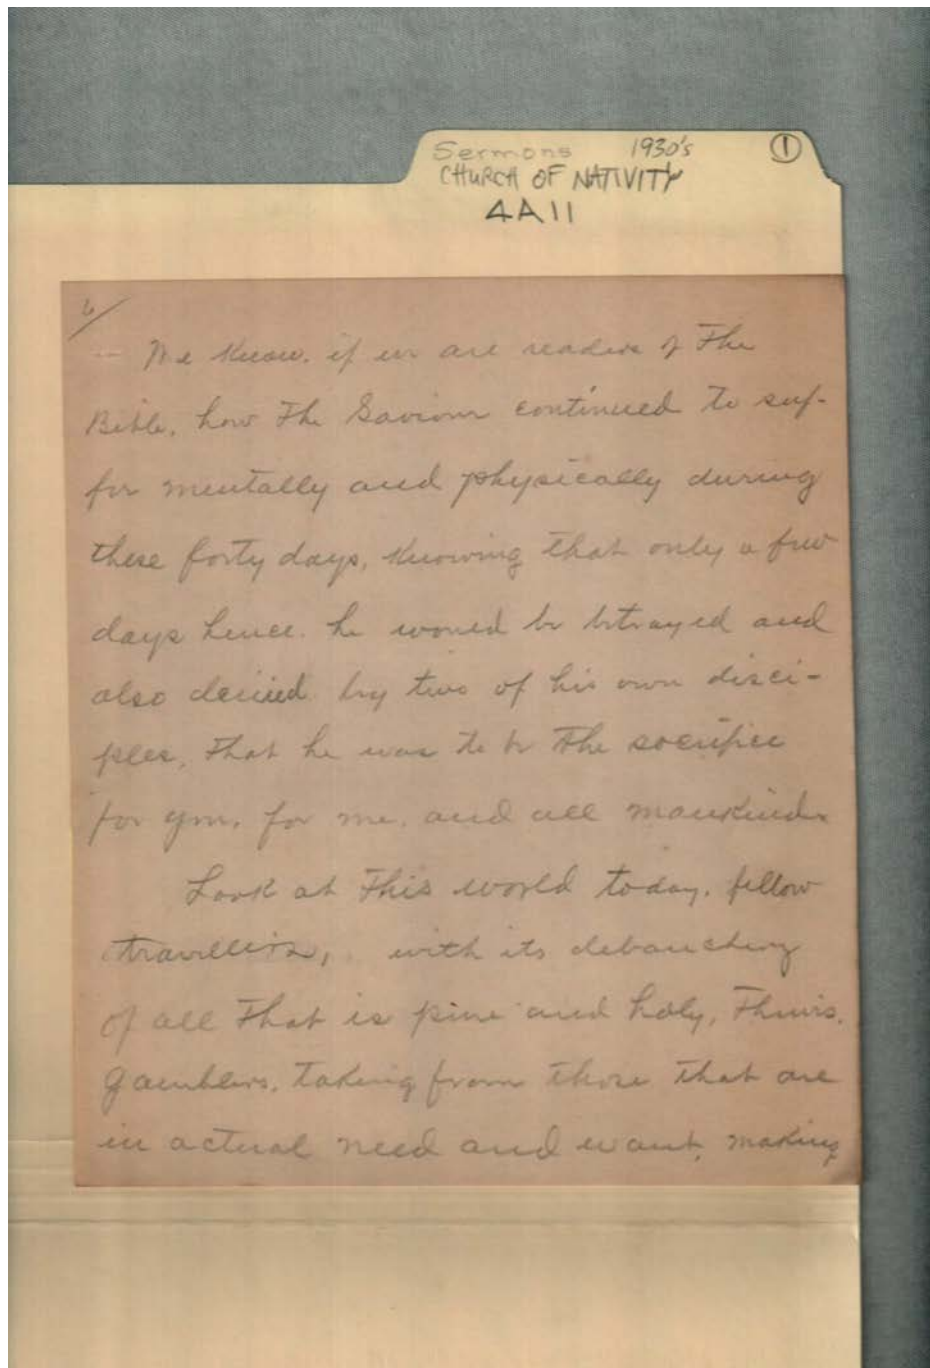 Sermons 1930's ①
CHURCH OF NATIVITY
4A11
6/
We know, if we are readers of The
Bible, how The Saviour continued to suf-
fer mentally and physically during
these forty days, knowing that only a few
days hence. he would be betrayed and
also denied by two of his own disci-
ples, that he was to be The sacrifice
for you, for me, and all mankind.
Look at This world today, fellow
travellers, with its debauchery
of all That is pure and holy, Thieves,
gamblers, taking from those that are
in actual need and want, making